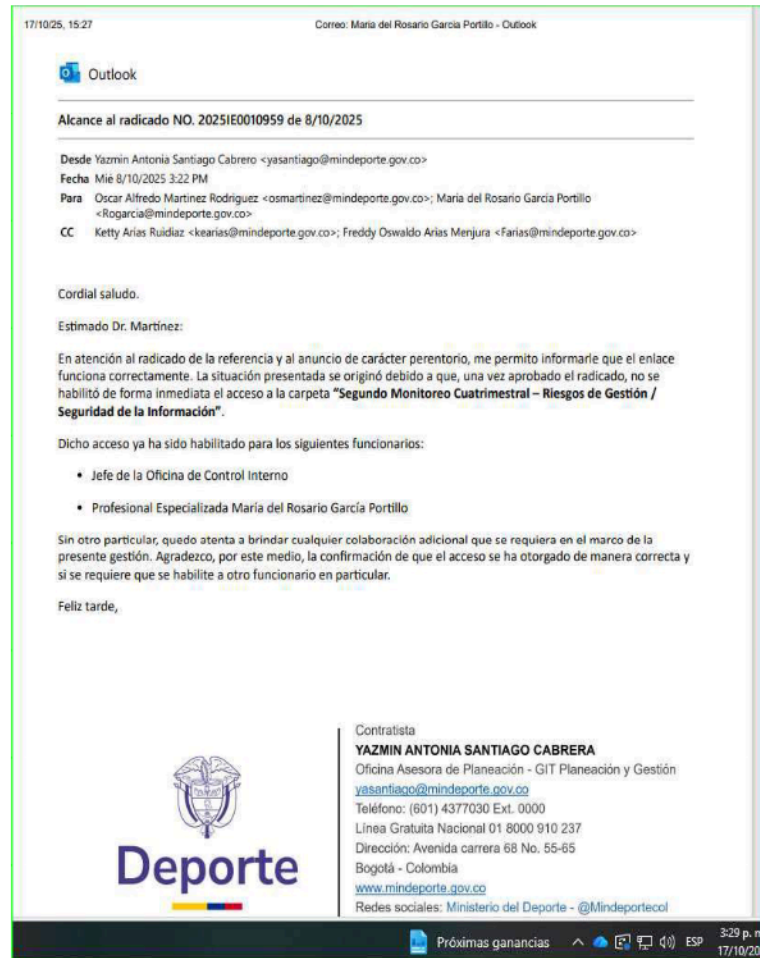 17/10/25, 15:27
Correo: Maria del Rosario Garcia Portillo - Outlook
Outlook
Alcance al radicado NO. 2025IE0010959 de 8/10/2025
Desde Yazmin Antonia Santiago Cabrero <yasantiago@mindeporte.gov.co>
Fecha Mié 8/10/2025 3:22 PM
Para Oscar Alfredo Martinez Rodriguez <osmartinez@mindeporte.gov.co>; Maria del Rosario Garcia Portillo
<Rogarcia@mindeporte.gov.co>
CC Ketty Arias Ruidiaz <kearias@mindeporte.gov.co>; Freddy Oswaldo Arias Menjura <Farias@mindeporte.gov.co>
Cordial saludo.
Estimado Dr. Martínez:
En atención al radicado de la referencia y al anuncio de carácter perentorio, me permito informarle que el enlace
funciona correctamente. La situación presentada se originó debido a que, una vez aprobado el radicado, no se
habilitó de forma inmediata el acceso a la carpeta “Segundo Monitoreo Cuatrimestral – Riesgos de Gestión /
Seguridad de la Información”.
Dicho acceso ya ha sido habilitado para los siguientes funcionarios:
• Jefe de la Oficina de Control Interno
• Profesional Especializada María del Rosario García Portillo
Sin otro particular, quedo atenta a brindar cualquier colaboración adicional que se requiera en el marco de la
presente gestión. Agradezco, por este medio, la confirmación de que el acceso se ha otorgado de manera correcta y
si se requiere que se habilite a otro funcionario en particular.
Feliz tarde,
Deporte
Contratista
YAZMIN ANTONIA SANTIAGO CABRERA
Oficina Asesora de Planeación - GIT Planeación y Gestión
yasantiago@mindeporte.gov.co
Teléfono: (601) 4377030 Ext. 0000
Línea Gratuita Nacional 01 8000 910 237
Dirección: Avenida carrera 68 No. 55-65
Bogotá - Colombia
www.mindeporte.gov.co
Redes sociales: Ministerio del Deporte - @Mindeportecol
Próximas ganancias
ESP
3:29 p. n
17/10/20